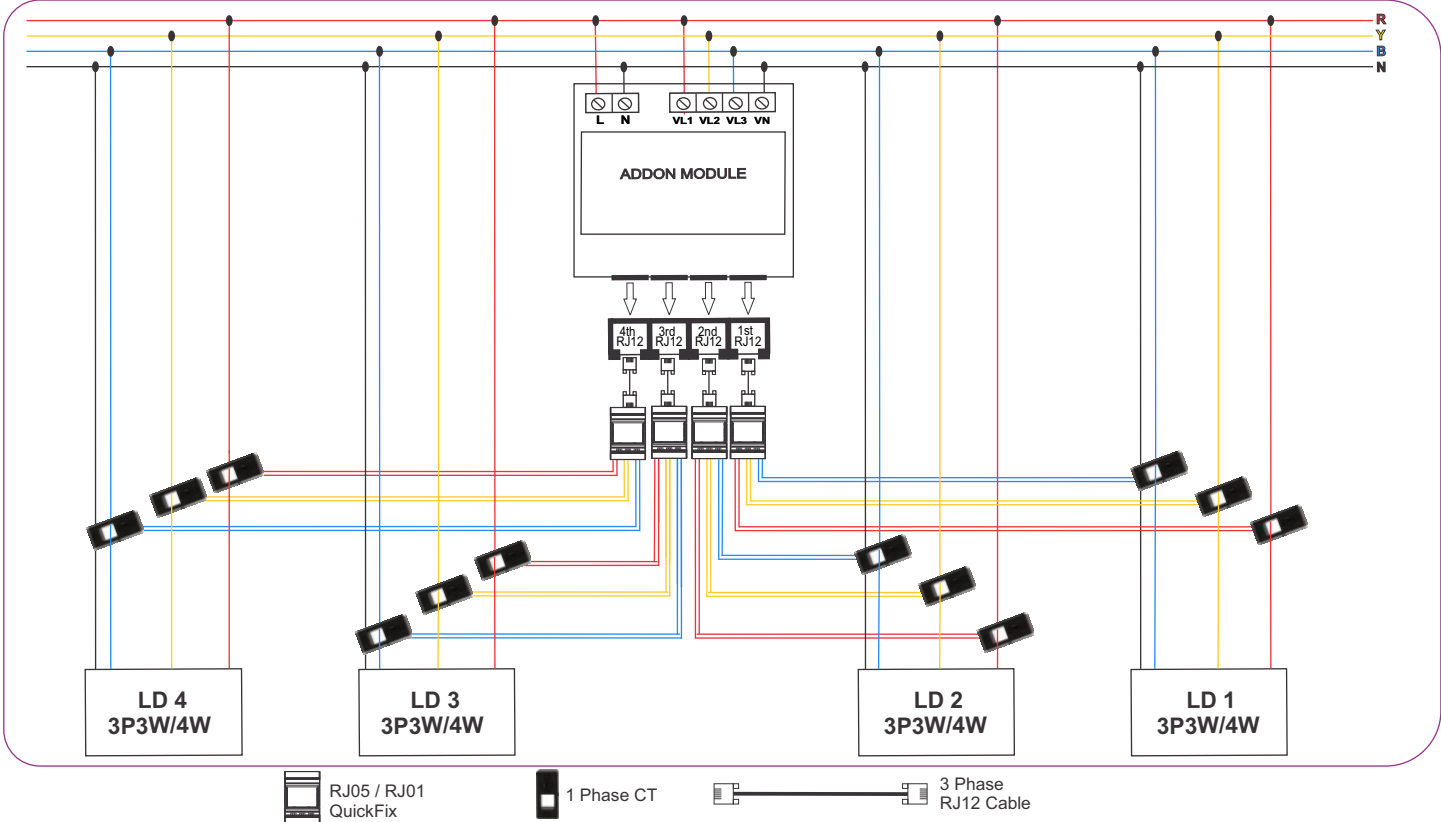 R
Y
B
N
L N VL1 VL2 VL3 VN
ADDON MODULE
4th
RJ12
3rd
RJ12
2nd
RJ12
1st
RJ12
LD 4
3P3W/4W
LD 3
3P3W/4W
LD 2
3P3W/4W
LD 1
3P3W/4W
RJ05 / RJ01
QuickFix
1 Phase CT
3 Phase
RJ12 Cable